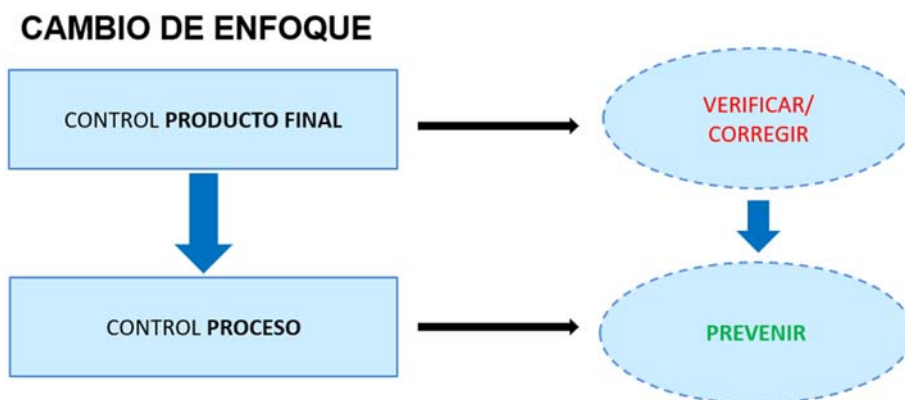 CAMBIO DE ENFOQUE
CONTROL PRODUCTO FINAL
VERIFICAR/
CORREGIR
CONTROL PROCESO
PREVENIR